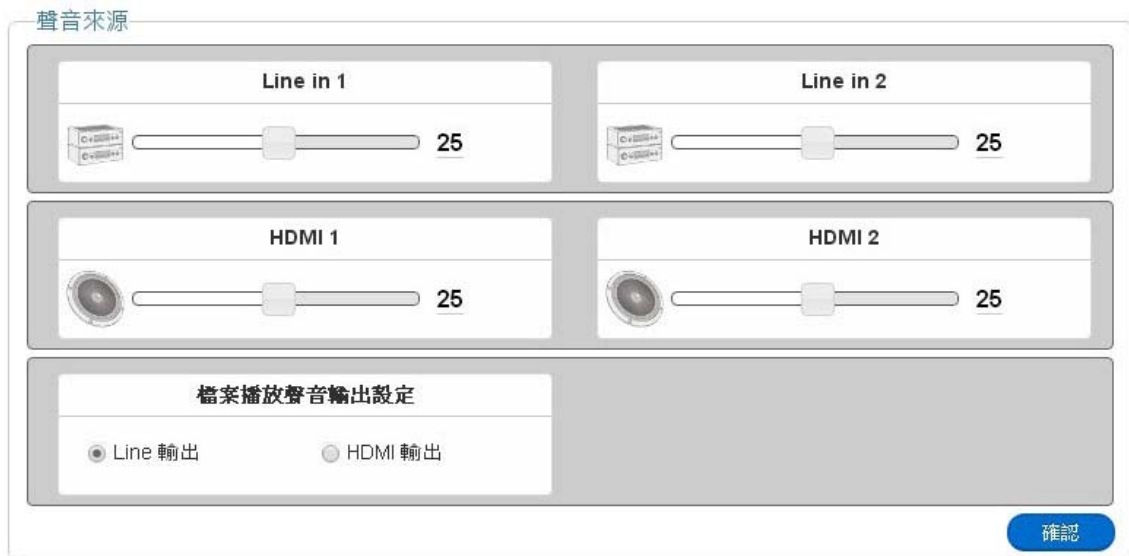 聲音來源
Line in 1
Line in 2
25
25
HDMI 1
HDMI 2
25
25
檔案播放聲音輸出設定
Line 輸出
HDMI 輸出
確認